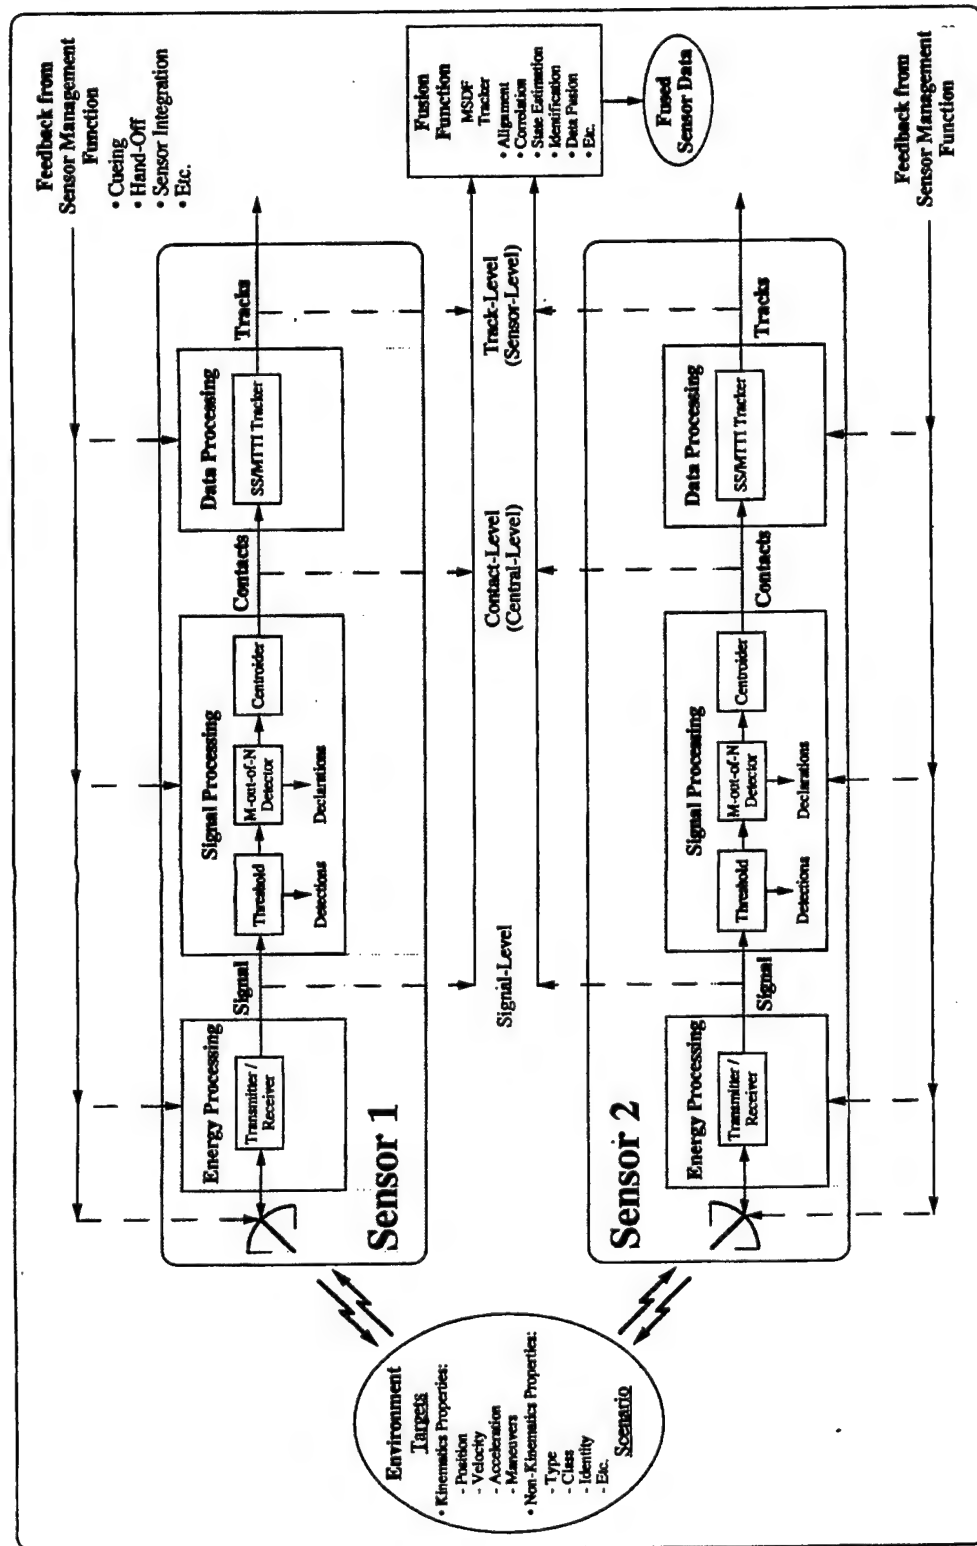 Feedback from
Sensor Management
Function
• Cueing
• Hand-Off
• Sensor Integration
• Etc.
Sensor 1
Energy Processing
Transmitter /
Receiver
Signal
Signal Processing
Threshold
Detections
M-out-of-N
Detector
Declarations
Centroider
Contacts
Data Processing
SS/MTT Tracker
Tracks
Environment
Targets
• Kinematics Properties:
- Position
- Velocity
- Acceleration
- Maneuvers
• Non-Kinematics Properties:
- Type
- Class
- Identity
- Etc.
Scenario
Signal-Level
Contact-Level
(Central-Level)
Track-Level
(Sensor-Level)
Fusion
Function
MSDF
Tracker
• Alignment
• Correlation
• State Estimation
• Identification
• Data Fusion
• Etc.
Fused
Sensor Data
Sensor 2
Energy Processing
Transmitter /
Receiver
Signal
Signal Processing
Threshold
Detections
M-out-of-N
Detector
Declarations
Centroider
Contacts
Data Processing
SS/MTT Tracker
Tracks
Feedback from
Sensor Management
Function